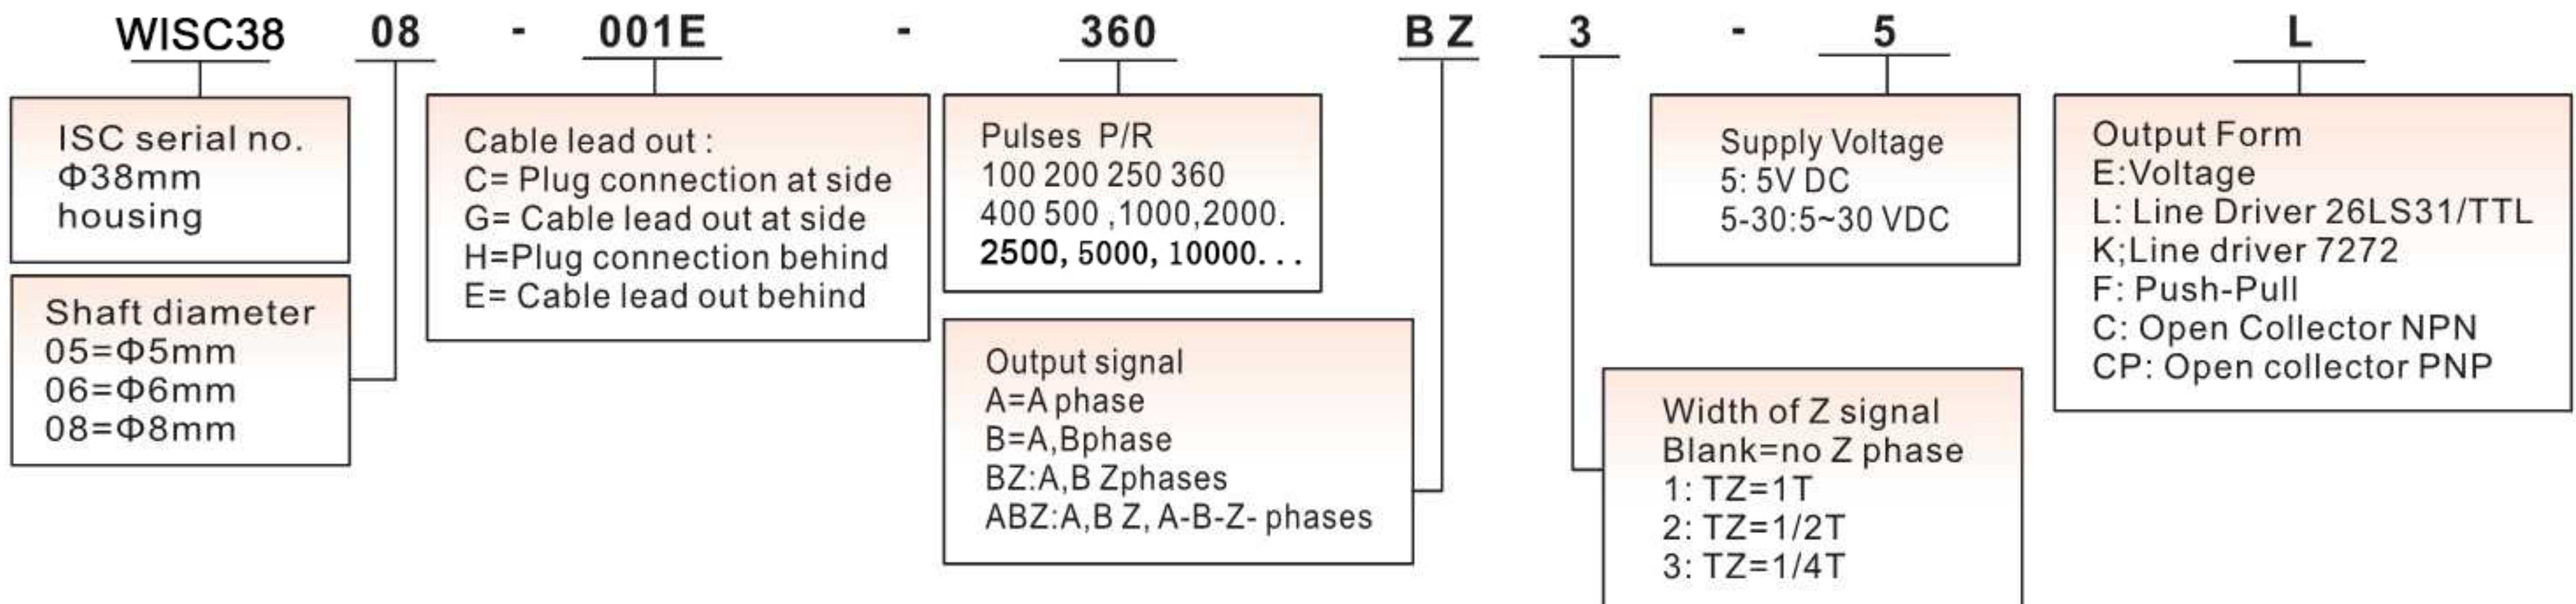 WISC38 08 - 001E - 360 BZ 3 - 5 L
ISC serial no.
Φ38mm
housing
Shaft diameter
05=Φ5mm
06=Φ6mm
08=Φ8mm
Cable lead out :
C= Plug connection at side
G= Cable lead out at side
H=Plug connection behind
E= Cable lead out behind
Pulses P/R
100 200 250 360
400 500 ,1000,2000.
2500, 5000, 10000...
Output signal
A=A phase
B=A,Bphase
BZ:A,B Zphases
ABZ:A,B Z, A-B-Z- phases
Width of Z signal
Blank=no Z phase
1: TZ=1T
2: TZ=1/2T
3: TZ=1/4T
Supply Voltage
5: 5V DC
5-30:5~30 VDC
Output Form
E:Voltage
L: Line Driver 26LS31/TTL
K;Line driver 7272
F: Push-Pull
C: Open Collector NPN
CP: Open collector PNP